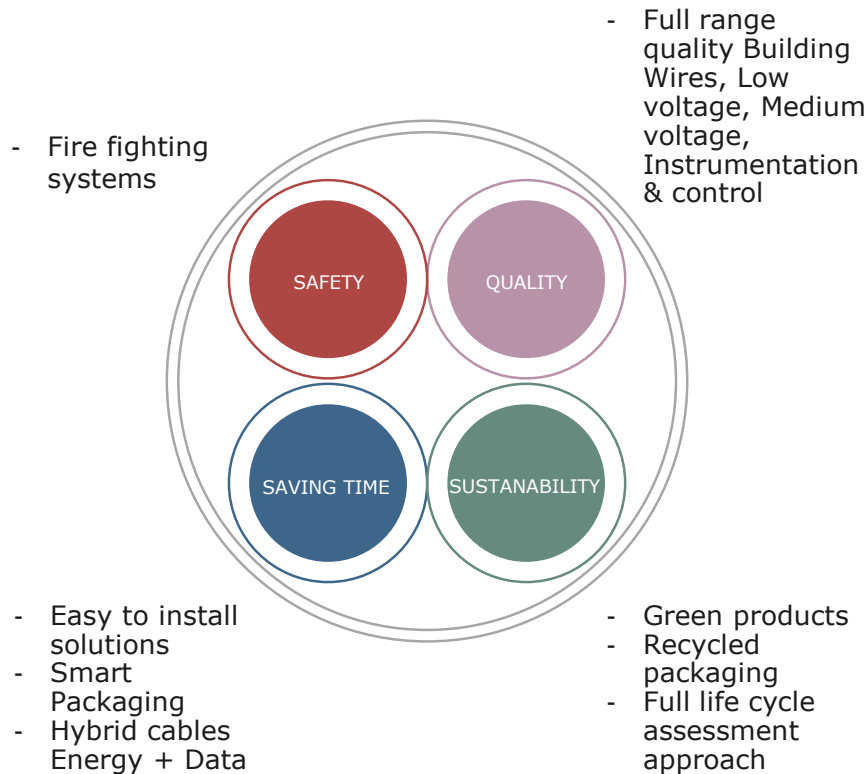 - Full range
quality Building
Wires, Low
voltage, Medium
voltage,
Instrumentation
& control
- Fire fighting
systems
SAFETY
QUALITY
SAVING TIME
SUSTANABILITY
- Easy to install
solutions
- Smart
Packaging
- Hybrid cables
Energy + Data
- Green products
- Recycled
packaging
- Full life cycle
assessment
approach